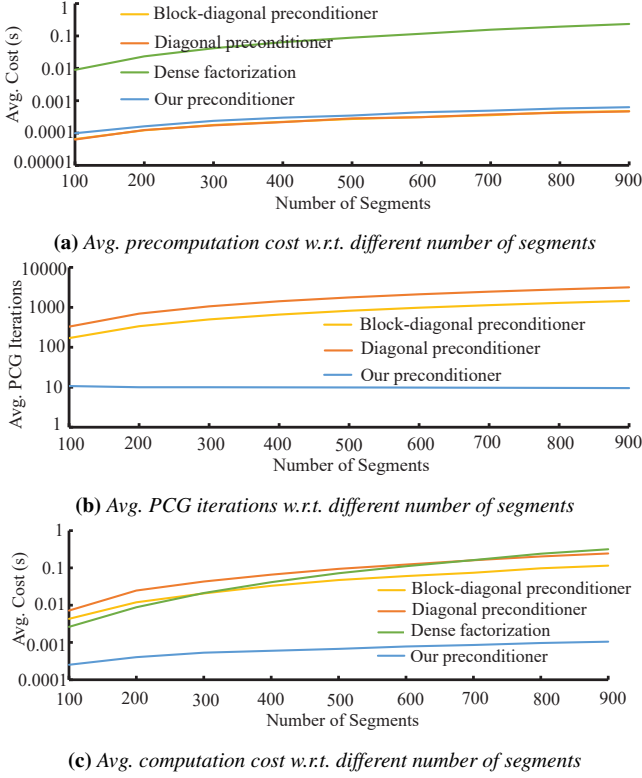 1
0.1
0.01
0.001
0.0001
0.00001
Avg. Cost (s)
Block-diagonal preconditioner
Diagonal preconditioner
Dense factorization
Our preconditioner
100 200 300 400 500 600 700 800 900
Number of Segments
(a) Avg. precomputation cost w.r.t. different number of segments
10000
1000
100
10
1
Avg. PCG Iterations
Block-diagonal preconditioner
Diagonal preconditioner
Our preconditioner
100 200 300 400 500 600 700 800 900
Number of Segments
(b) Avg. PCG iterations w.r.t. different number of segments
1
0.1
0.01
0.001
0.0001
Avg. Cost (s)
Block-diagonal preconditioner
Diagonal preconditioner
Dense factorization
Our preconditioner
100 200 300 400 500 600 700 800 900
Number of Segments
(c) Avg. computation cost w.r.t. different number of segments